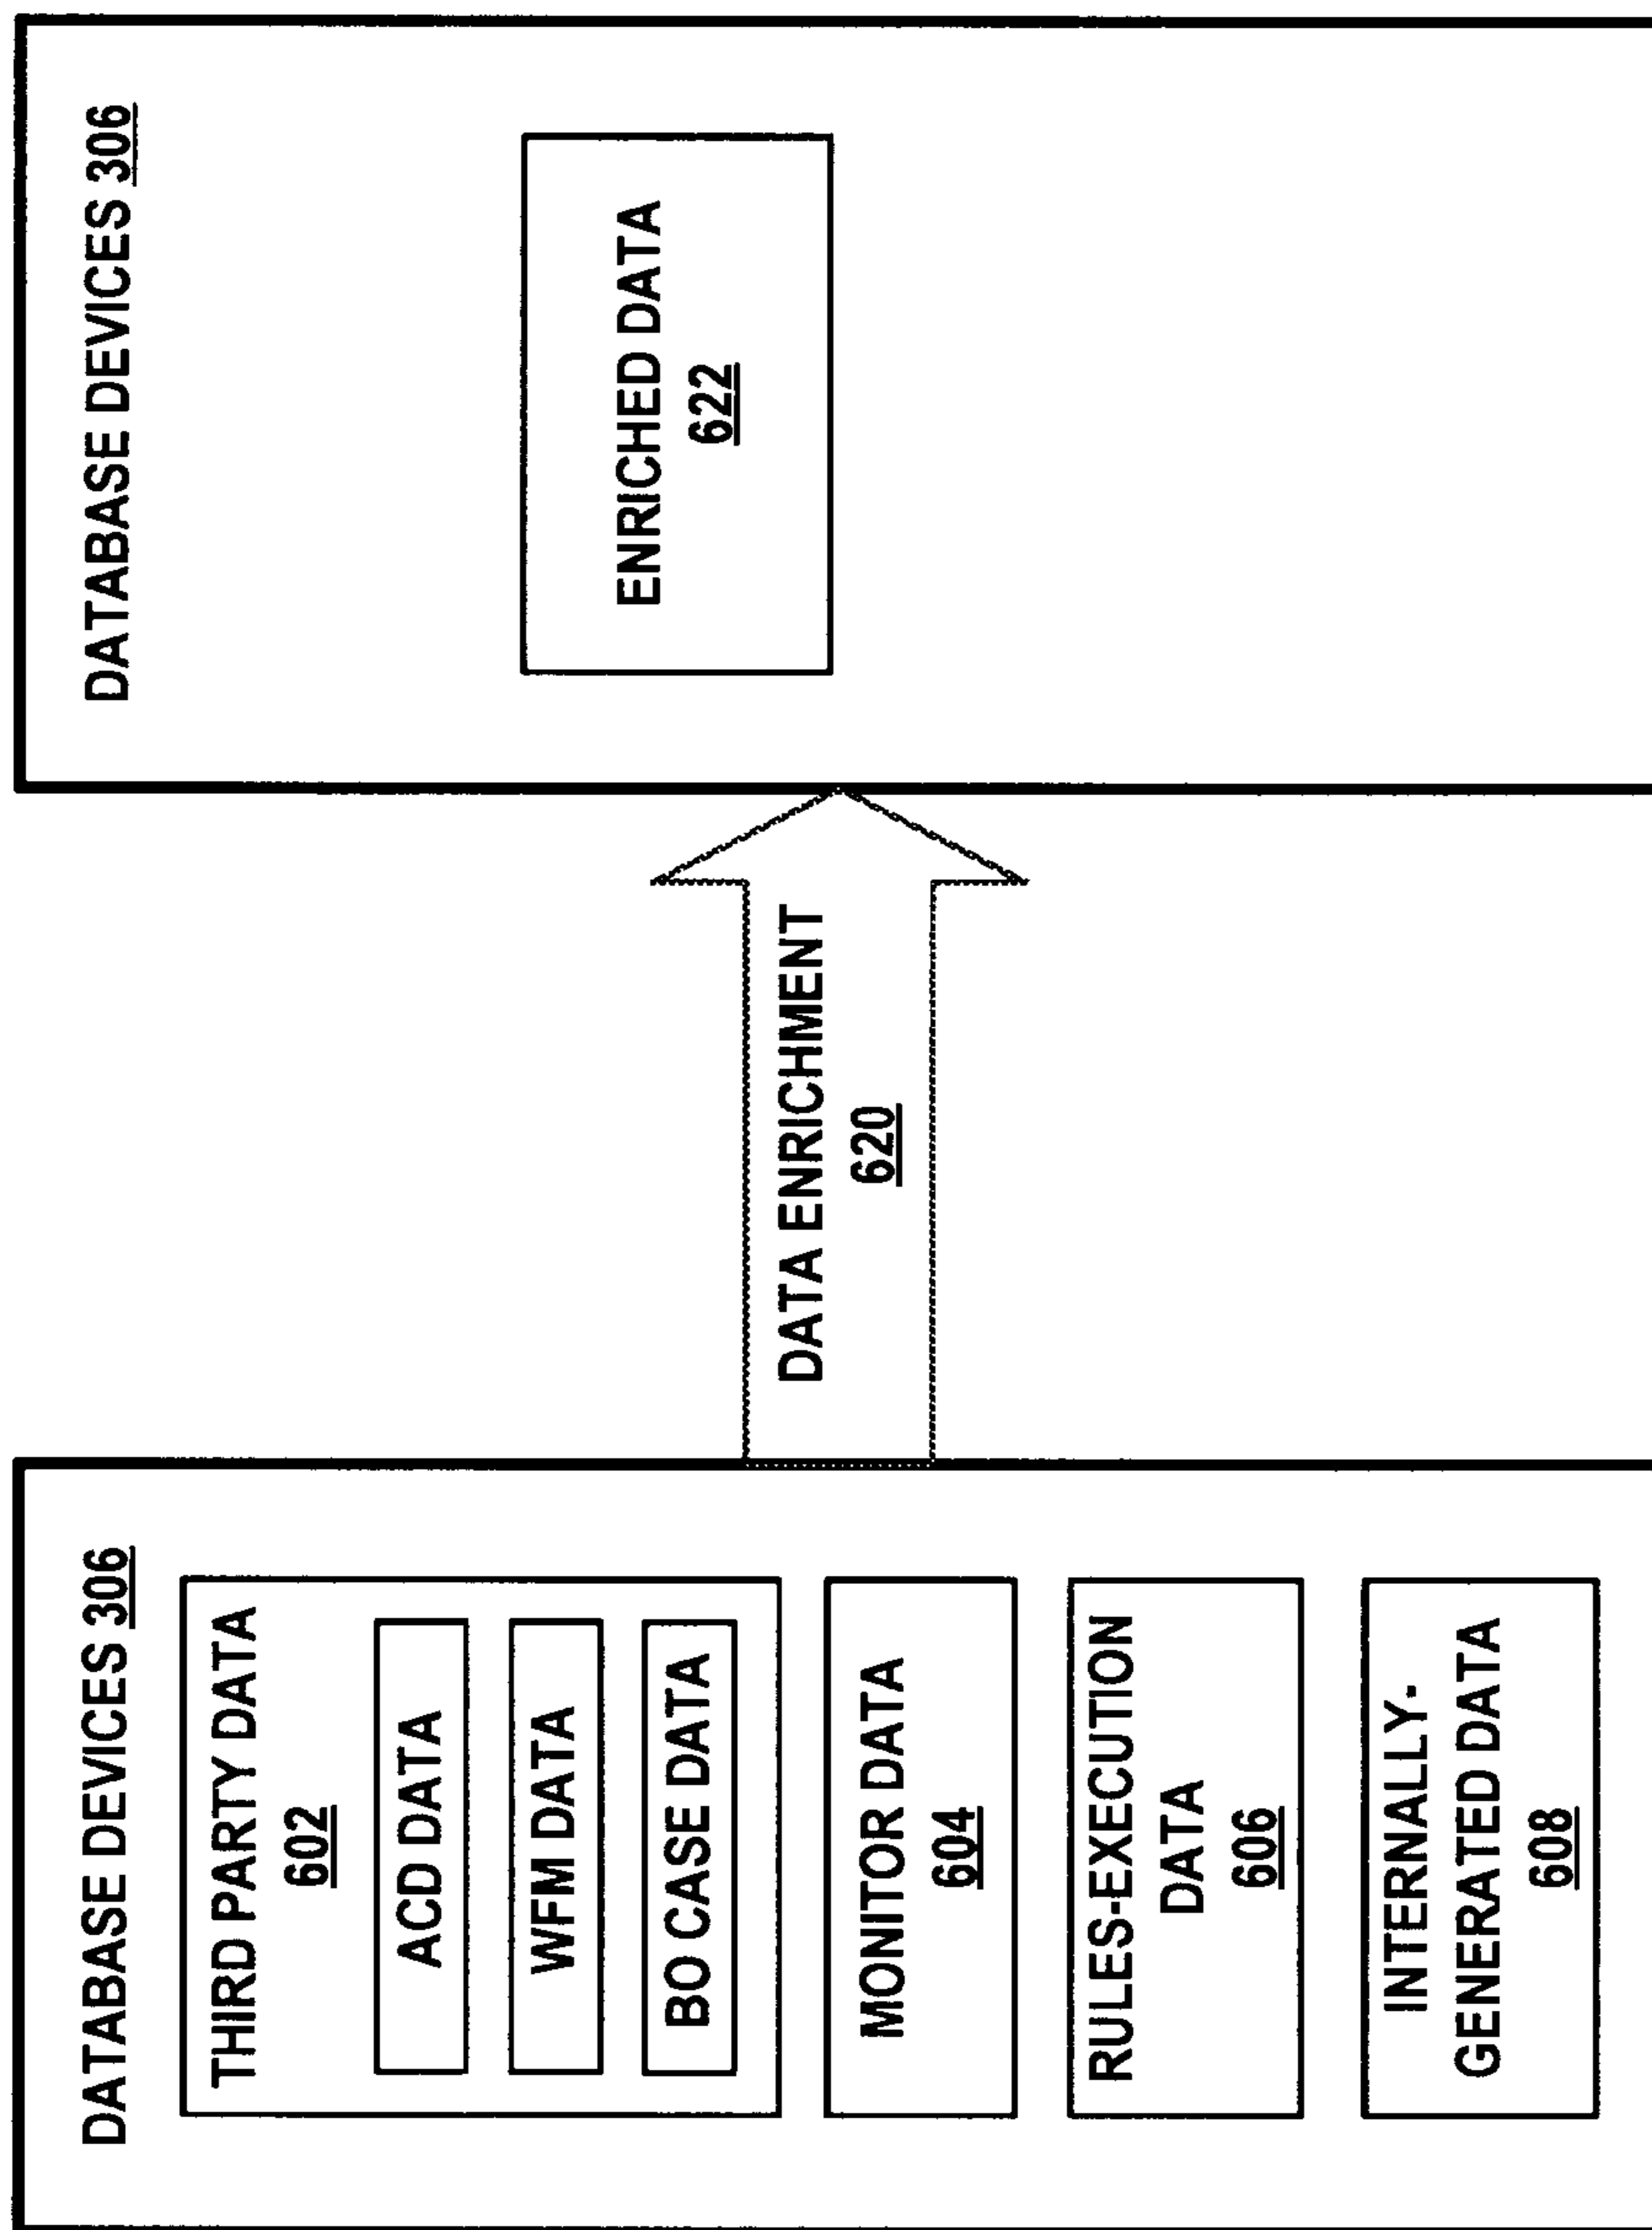 DATABASE DEVICES 306
THIRD PARTY DATA
602
ACD DATA
WFM DATA
BO CASE DATA
MONITOR DATA
604
RULES-EXECUTION
DATA
606
INTERNALLY-
GENERATED DATA
608
DATA ENRICHMENT
620
DATABASE DEVICES 306
ENRICHED DATA
622